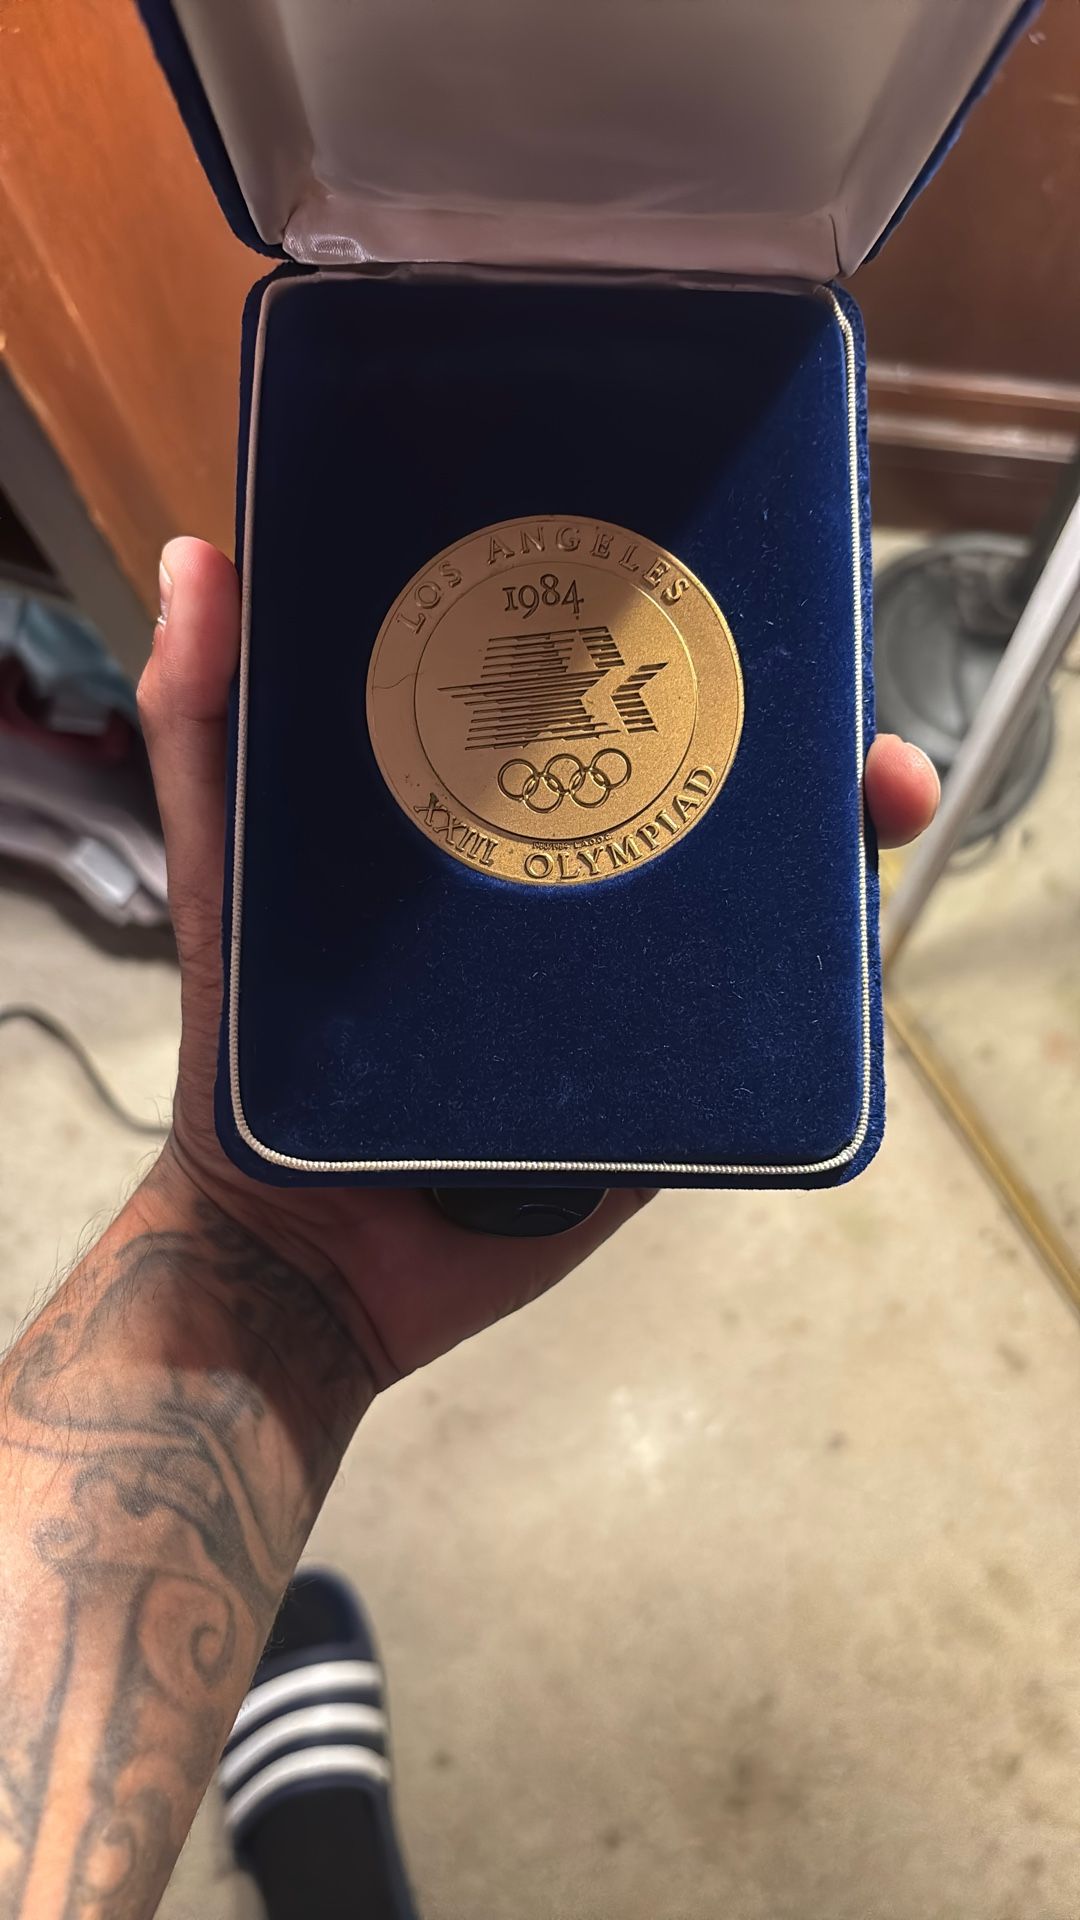 LOS ANGELES
1984
XXIII OLYMPIAD